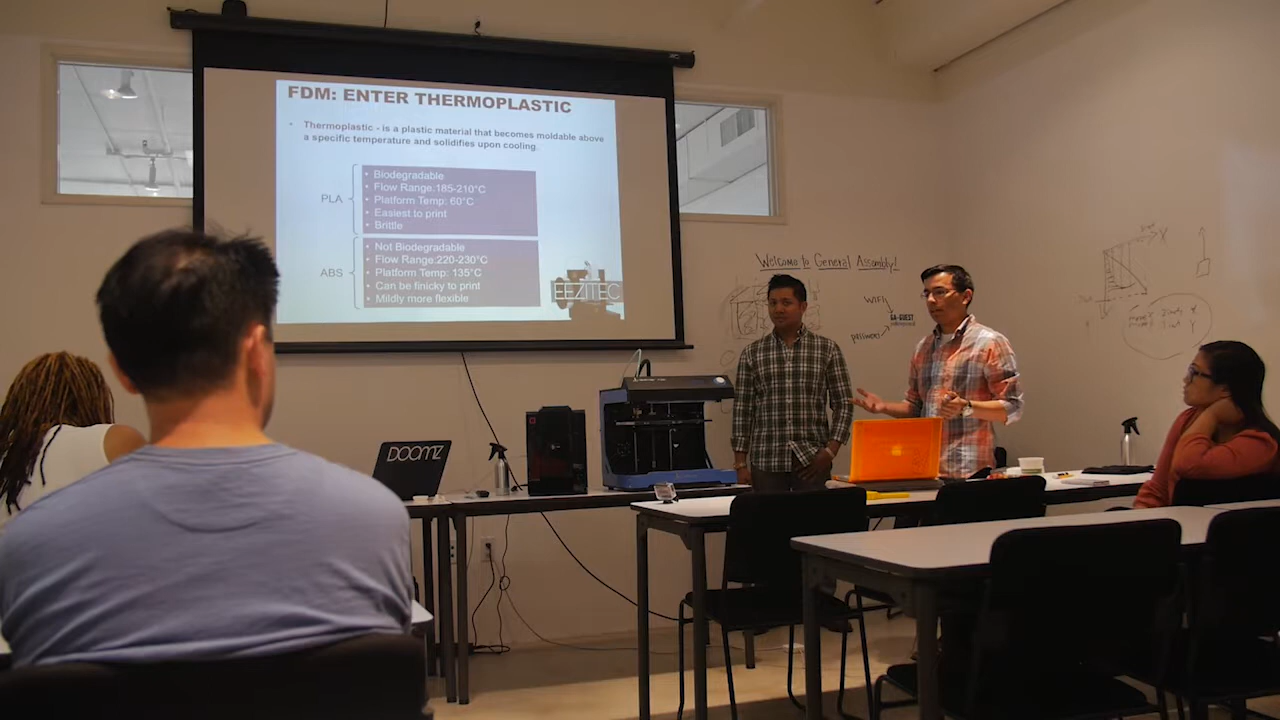 FDM: ENTER THERMOPLASTIC
• Thermoplastic - is a plastic material that becomes moldable above
a specific temperature and solidifies upon cooling.
PLA
• Biodegradable
• Flow Range:185-210°C
• Platform Temp: 60°C
• Easiest to print
• Brittle
ABS
• Not Biodegradable
• Flow Range:220-230°C
• Platform Temp: 135°C
• Can be finicky to print
• Mildly more flexible
EEZITEC
Welcome to General Assembly!
WIFI
GA-GUEST
password
DOOMZ